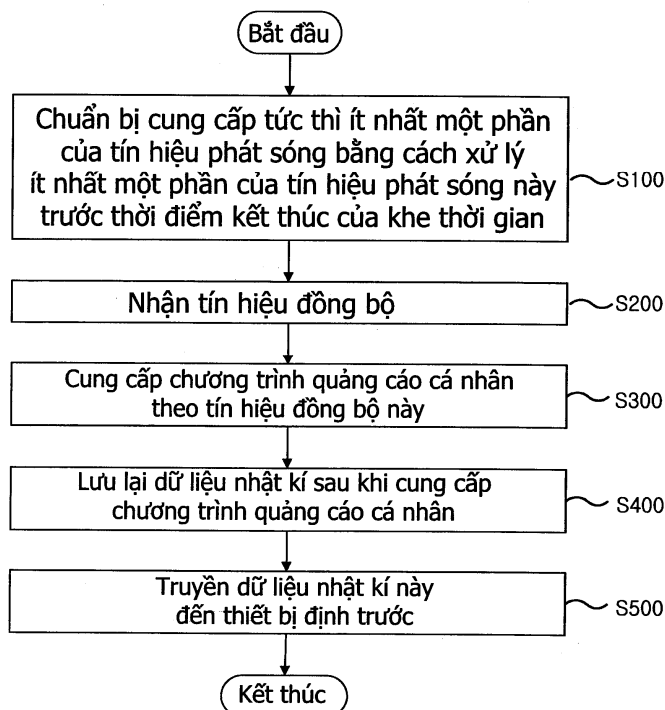 Bắt đầu
Chuẩn bị cung cấp tức thì ít nhất một phần
của tín hiệu phát sóng bằng cách xử lý
ít nhất một phần của tín hiệu phát sóng này
trước thời điểm kết thúc của khe thời gian
S100
Nhận tín hiệu đồng bộ
S200
Cung cấp chương trình quảng cáo cá nhân
theo tín hiệu đồng bộ này
S300
Lưu lại dữ liệu nhật kí sau khi cung cấp
chương trình quảng cáo cá nhân
S400
Truyền dữ liệu nhật kí này
đến thiết bị định trước
S500
Kết thúc